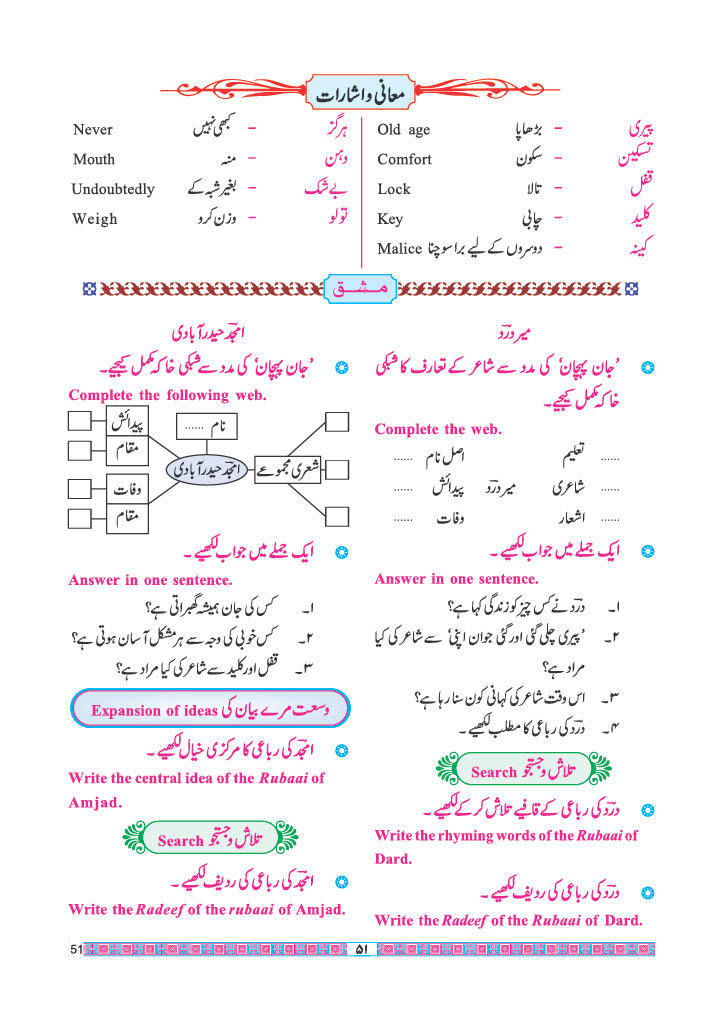 معانی و اشارات
پیری – بڑھاپا Old age
تسکین – سکون Comfort
قفل – تالا Lock
کلید – چابی Key
کینہ – دوسروں کے لیے برا سوچنا Malice
ہرگز – کبھی نہیں Never
دہن – منہ Mouth
بے شک – بغیر شبہ کے Undoubtedly
تولو – وزن کرو Weigh
مشق
میر دردؔ
’جان پہچان‘ کی مدد سے شاعر کے تعارف کا شبکی
خاکہ مکمل کیجیے۔
Complete the web.
...... تعلیم اصل نام ......
...... شاعری میر دردؔ پیدائش ......
...... اشعار وفات ......
ایک جملے میں جواب لکھیے۔
Answer in one sentence.
۱۔ دردؔ نے کس چیز کو زندگی کہا ہے؟
۲۔ ’پیری چلی گئی اور گئی جوان اپنی‘ سے شاعر کی کیا
مراد ہے؟
۳۔ اس وقت شاعر کی کہانی کون سنا رہا ہے؟
۴۔ دردؔ کی رباعی کا مطلب لکھیے۔
تلاش و جستجو Search
دردؔ کی رباعی کے قافیے تلاش کرکے لکھیے۔
Write the rhyming words of the Rubaai of
Dard.
دردؔ کی رباعی کی ردیف لکھیے۔
Write the Radeef of the Rubaai of Dard.
امجدؔ حیدرآبادی
’جان پہچان‘ کی مدد سے شبکی خاکہ مکمل کیجیے۔
Complete the following web.
نام ......
پیدائش
مقام
امجدؔ حیدرآبادی
شعری مجموعے
وفات
مقام
ایک جملے میں جواب لکھیے۔
Answer in one sentence.
۱۔ کس کی جان ہمیشہ گھبراتی ہے؟
۲۔ کس خوبی کی وجہ سے ہر مشکل آسان ہوتی ہے؟
۳۔ قفل اور کلید سے شاعر کی کیا مراد ہے؟
وسعت مرے بیان کی Expansion of ideas
امجدؔ کی رباعی کا مرکزی خیال لکھیے۔
Write the central idea of the Rubaai of
Amjad.
تلاش و جستجو Search
امجدؔ کی رباعی کی ردیف لکھیے۔
Write the Radeef of the rubaai of Amjad.
51
۵۱